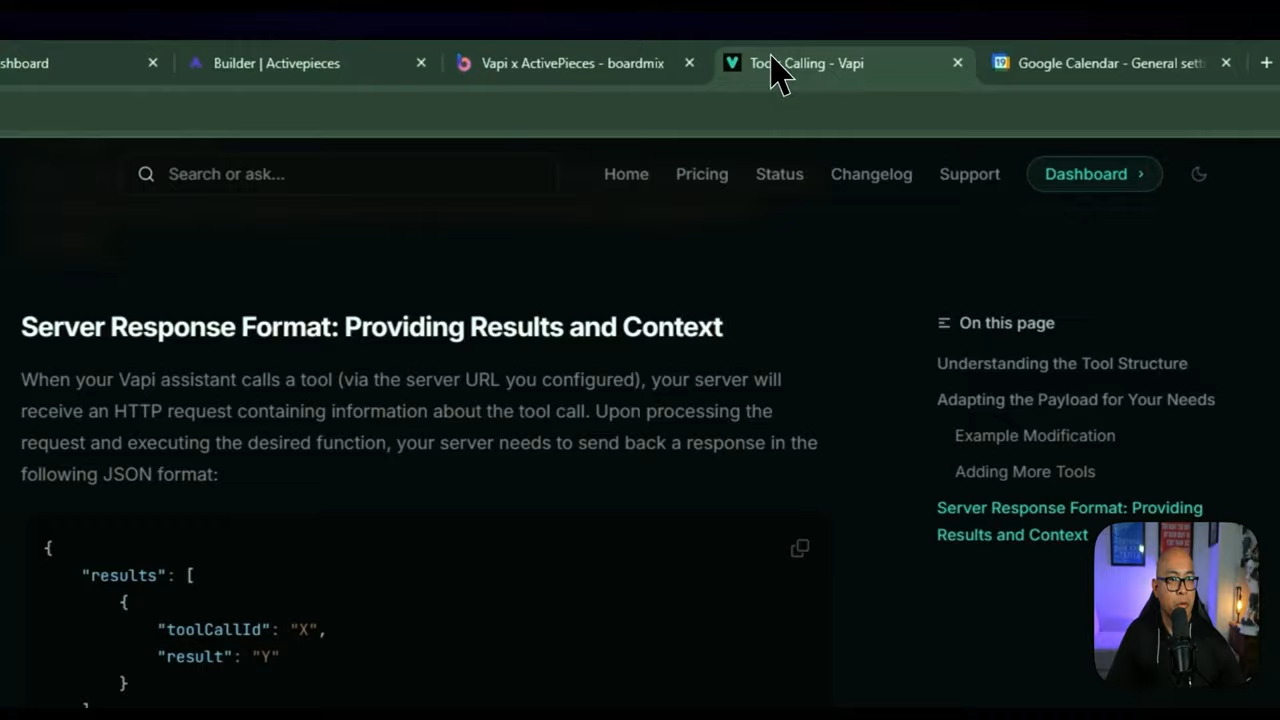 shboard
Builder | Activepieces
Vapi x ActivePieces - boardmix
Calling - Vapi
Google Calendar - General sett
Search or ask...
Home
Pricing
Status
Changelog
Support
Dashboard
Server Response Format: Providing Results and Context
When your Vapi assistant calls a tool (via the server URL you configured), your server will
receive an HTTP request containing information about the tool call. Upon processing the
request and executing the desired function, your server needs to send back a response in the
following JSON format:
{
"results": [
{
"toolCallId": "X",
"result": "Y"
}
On this page
Understanding the Tool Structure
Adapting the Payload for Your Needs
Example Modification
Adding More Tools
Server Response Format: Providing
Results and Context